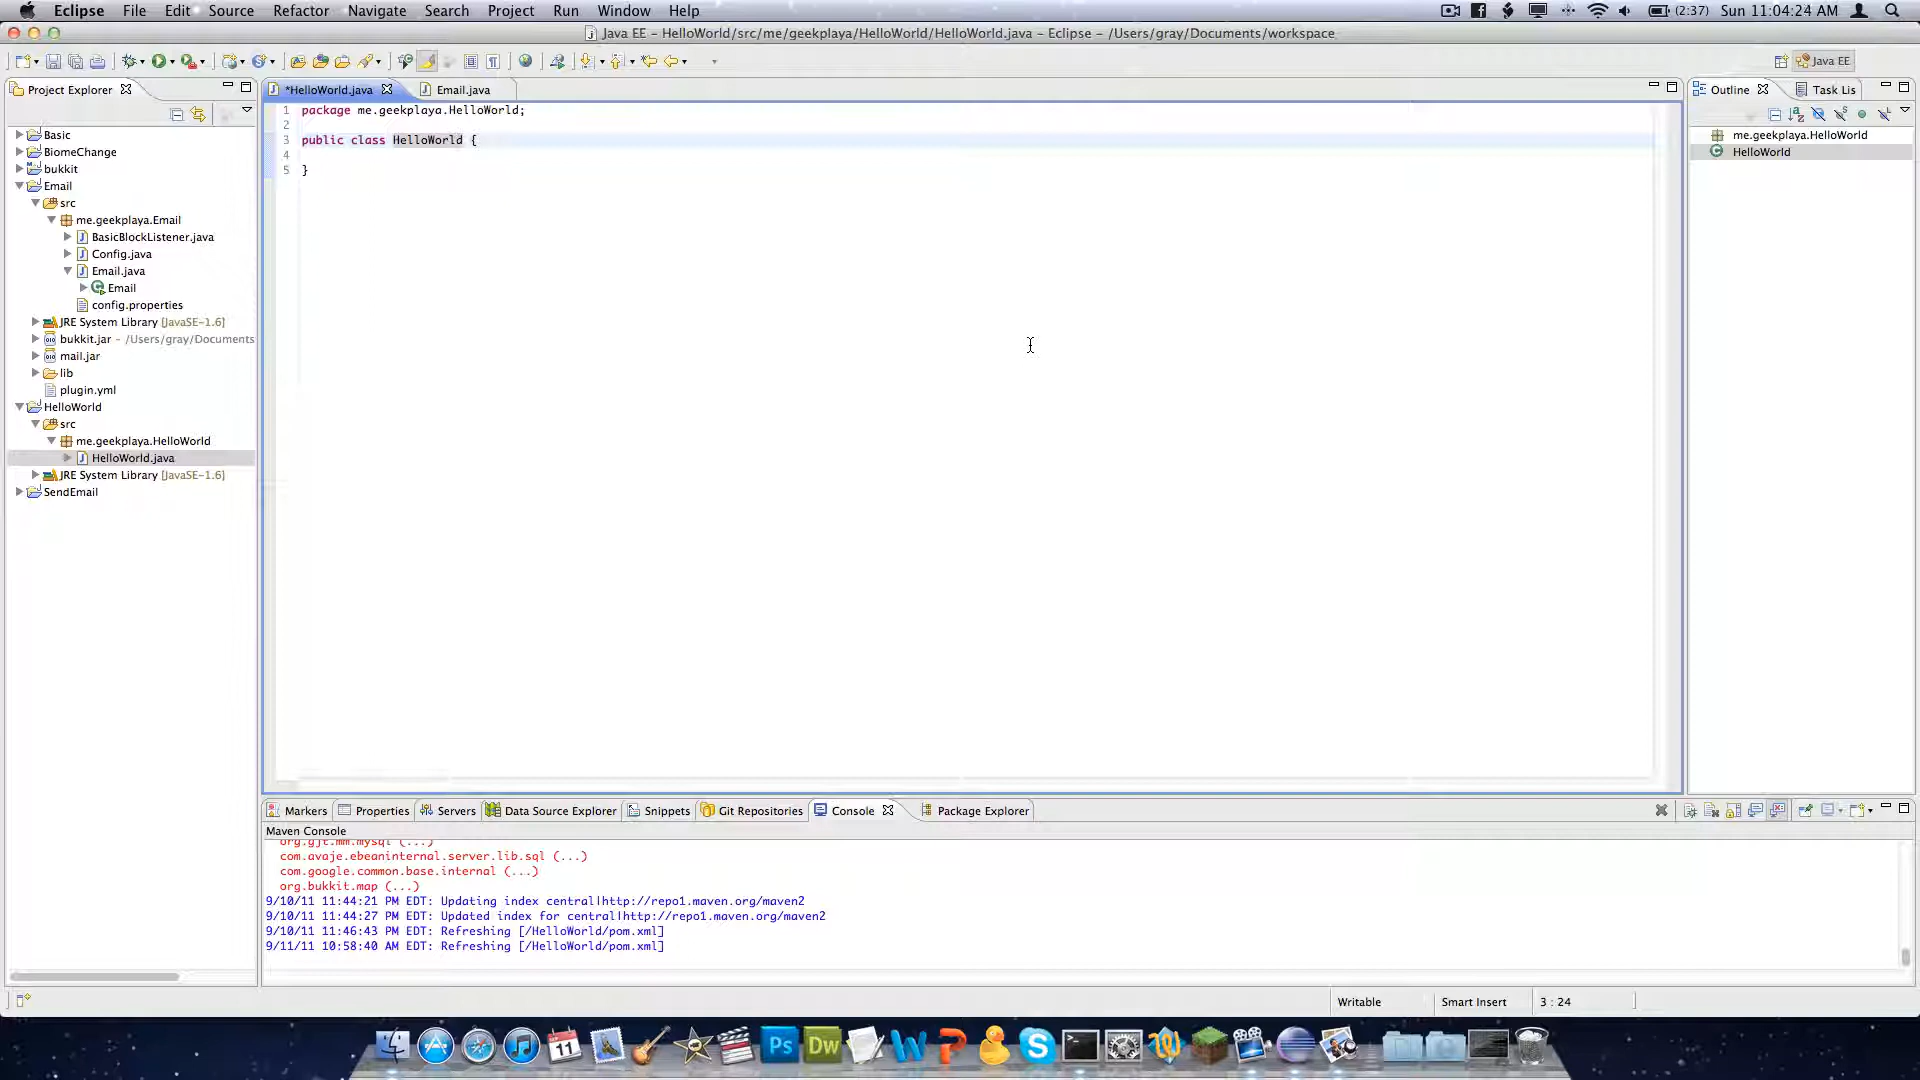 Eclipse File Edit Source Refactor Navigate Search Project Run Window Help (2:37) Sun 11:04:24 AM
Java EE – HelloWorld/src/me/geekplaya/HelloWorld/HelloWorld.java – Eclipse – /Users/gray/Documents/workspace
Java EE
Project Explorer
*HelloWorld.java Email.java
Outline Task Lis
Basic
BiomeChange
bukkit
Email
src
me.geekplaya.Email
BasicBlockListener.java
Config.java
Email.java
Email
config.properties
JRE System Library [JavaSE-1.6]
bukkit.jar - /Users/gray/Documents
mail.jar
lib
plugin.yml
HelloWorld
src
me.geekplaya.HelloWorld
HelloWorld.java
JRE System Library [JavaSE-1.6]
SendEmail
1 package me.geekplaya.HelloWorld;
2
3 public class HelloWorld {
4
5 }
me.geekplaya.HelloWorld
HelloWorld
Markers Properties Servers Data Source Explorer Snippets Git Repositories Console Package Explorer
Maven Console
org.gjt.mm.mysql (...)
com.avaje.ebeaninternal.server.lib.sql (...)
com.google.common.base.internal (...)
org.bukkit.map (...)
9/10/11 11:44:21 PM EDT: Updating index central|http://repo1.maven.org/maven2
9/10/11 11:44:27 PM EDT: Updated index for central|http://repo1.maven.org/maven2
9/10/11 11:46:43 PM EDT: Refreshing [/HelloWorld/pom.xml]
9/11/11 10:58:40 AM EDT: Refreshing [/HelloWorld/pom.xml]
Writable Smart Insert 3 : 24
11 Ps Dw